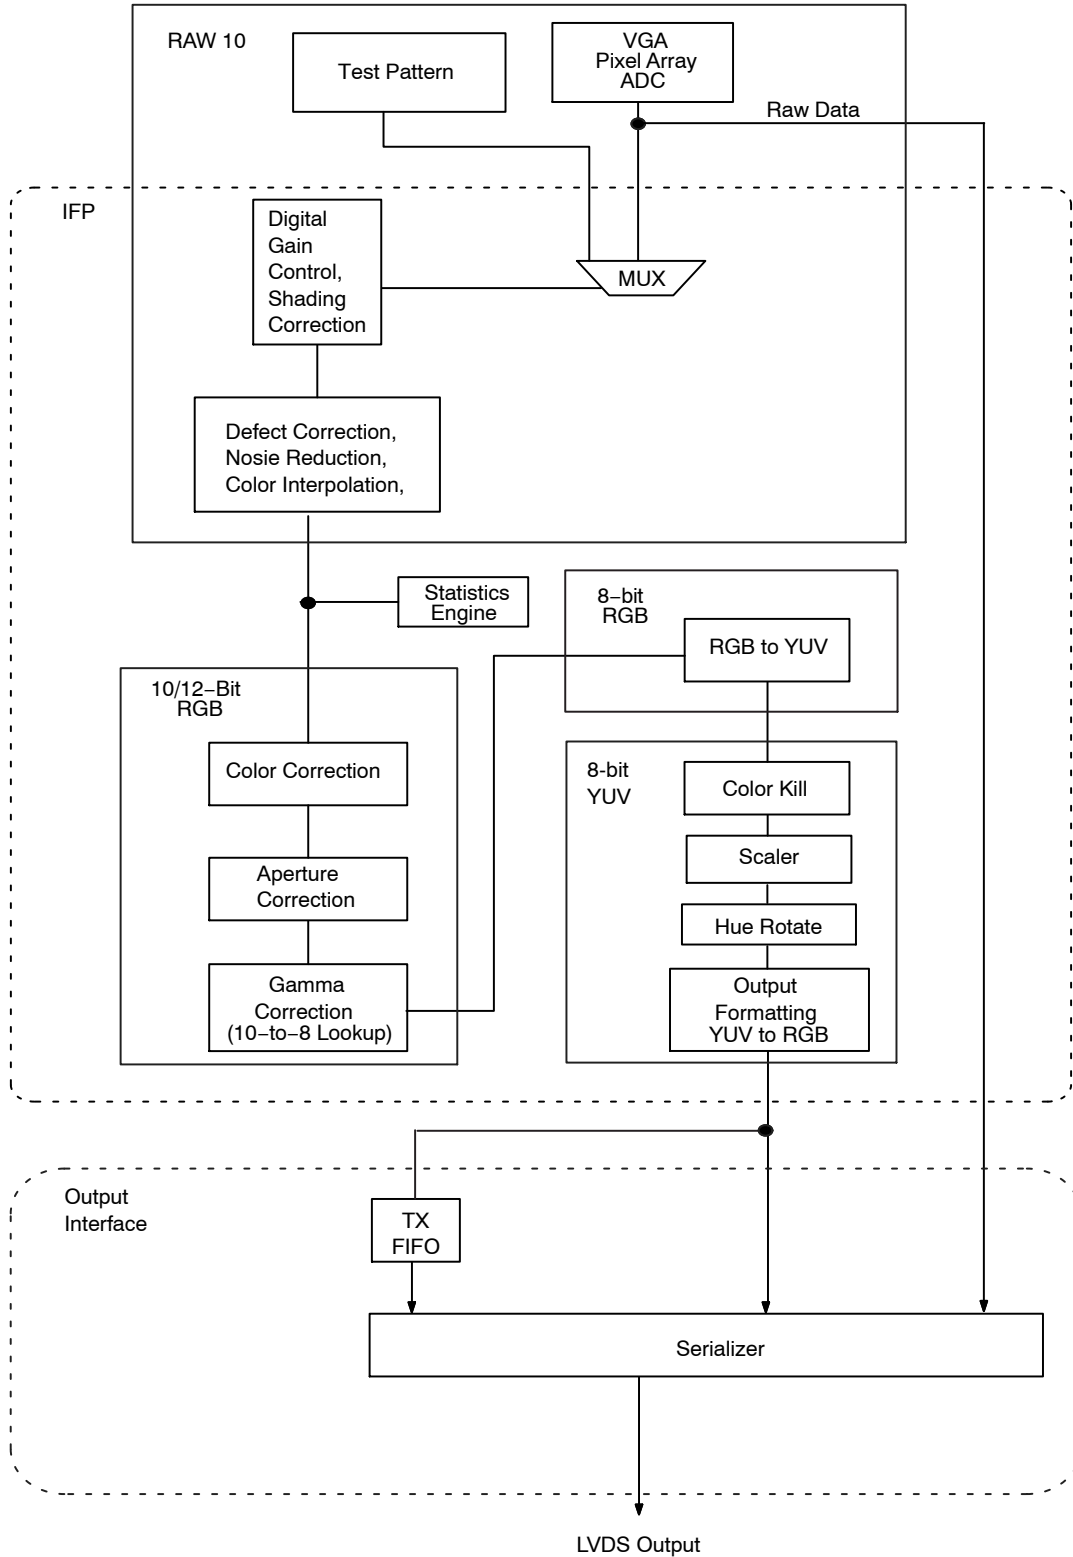 RAW 10
Test Pattern
VGA
Pixel Array
ADC
Raw Data
IFP
Digital
Gain
Control,
Shading
Correction
MUX
Defect Correction,
Nosie Reduction,
Color Interpolation,
Statistics
Engine
8−bit
RGB
RGB to YUV
10/12−Bit
RGB
Color Correction
Aperture
Correction
Gamma
Correction
(10−to−8 Lookup)
8-bit
YUV
Color Kill
Scaler
Hue Rotate
Output
Formatting
YUV to RGB
Output
Interface
TX
FIFO
Serializer
LVDS Output